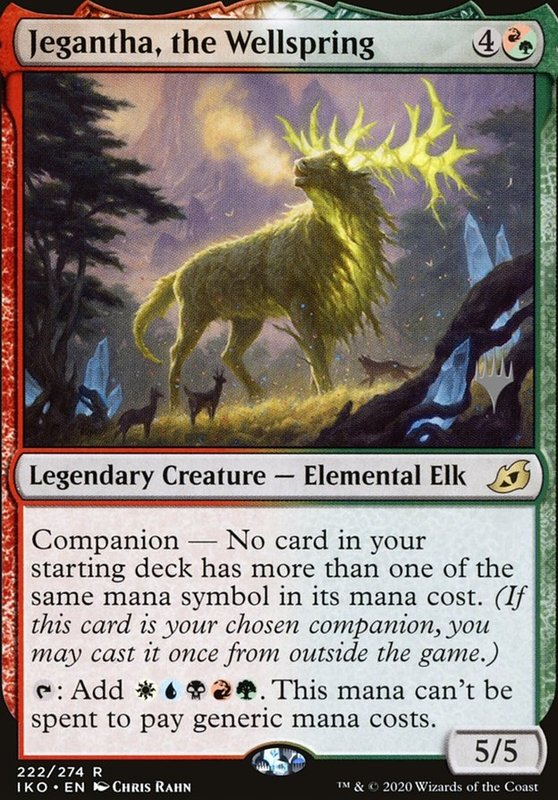 Jegantha, the Wellspring 4
Legendary Creature — Elemental Elk
Companion — No card in your
starting deck has more than one of the
same mana symbol in its mana cost. (If
this card is your chosen companion, you
may cast it once from outside the game.)
: Add . This mana can't be
spent to pay generic mana costs.
5/5
222/274 R
IKO • EN Chris Rahn
™ & © 2020 Wizards of the Coast